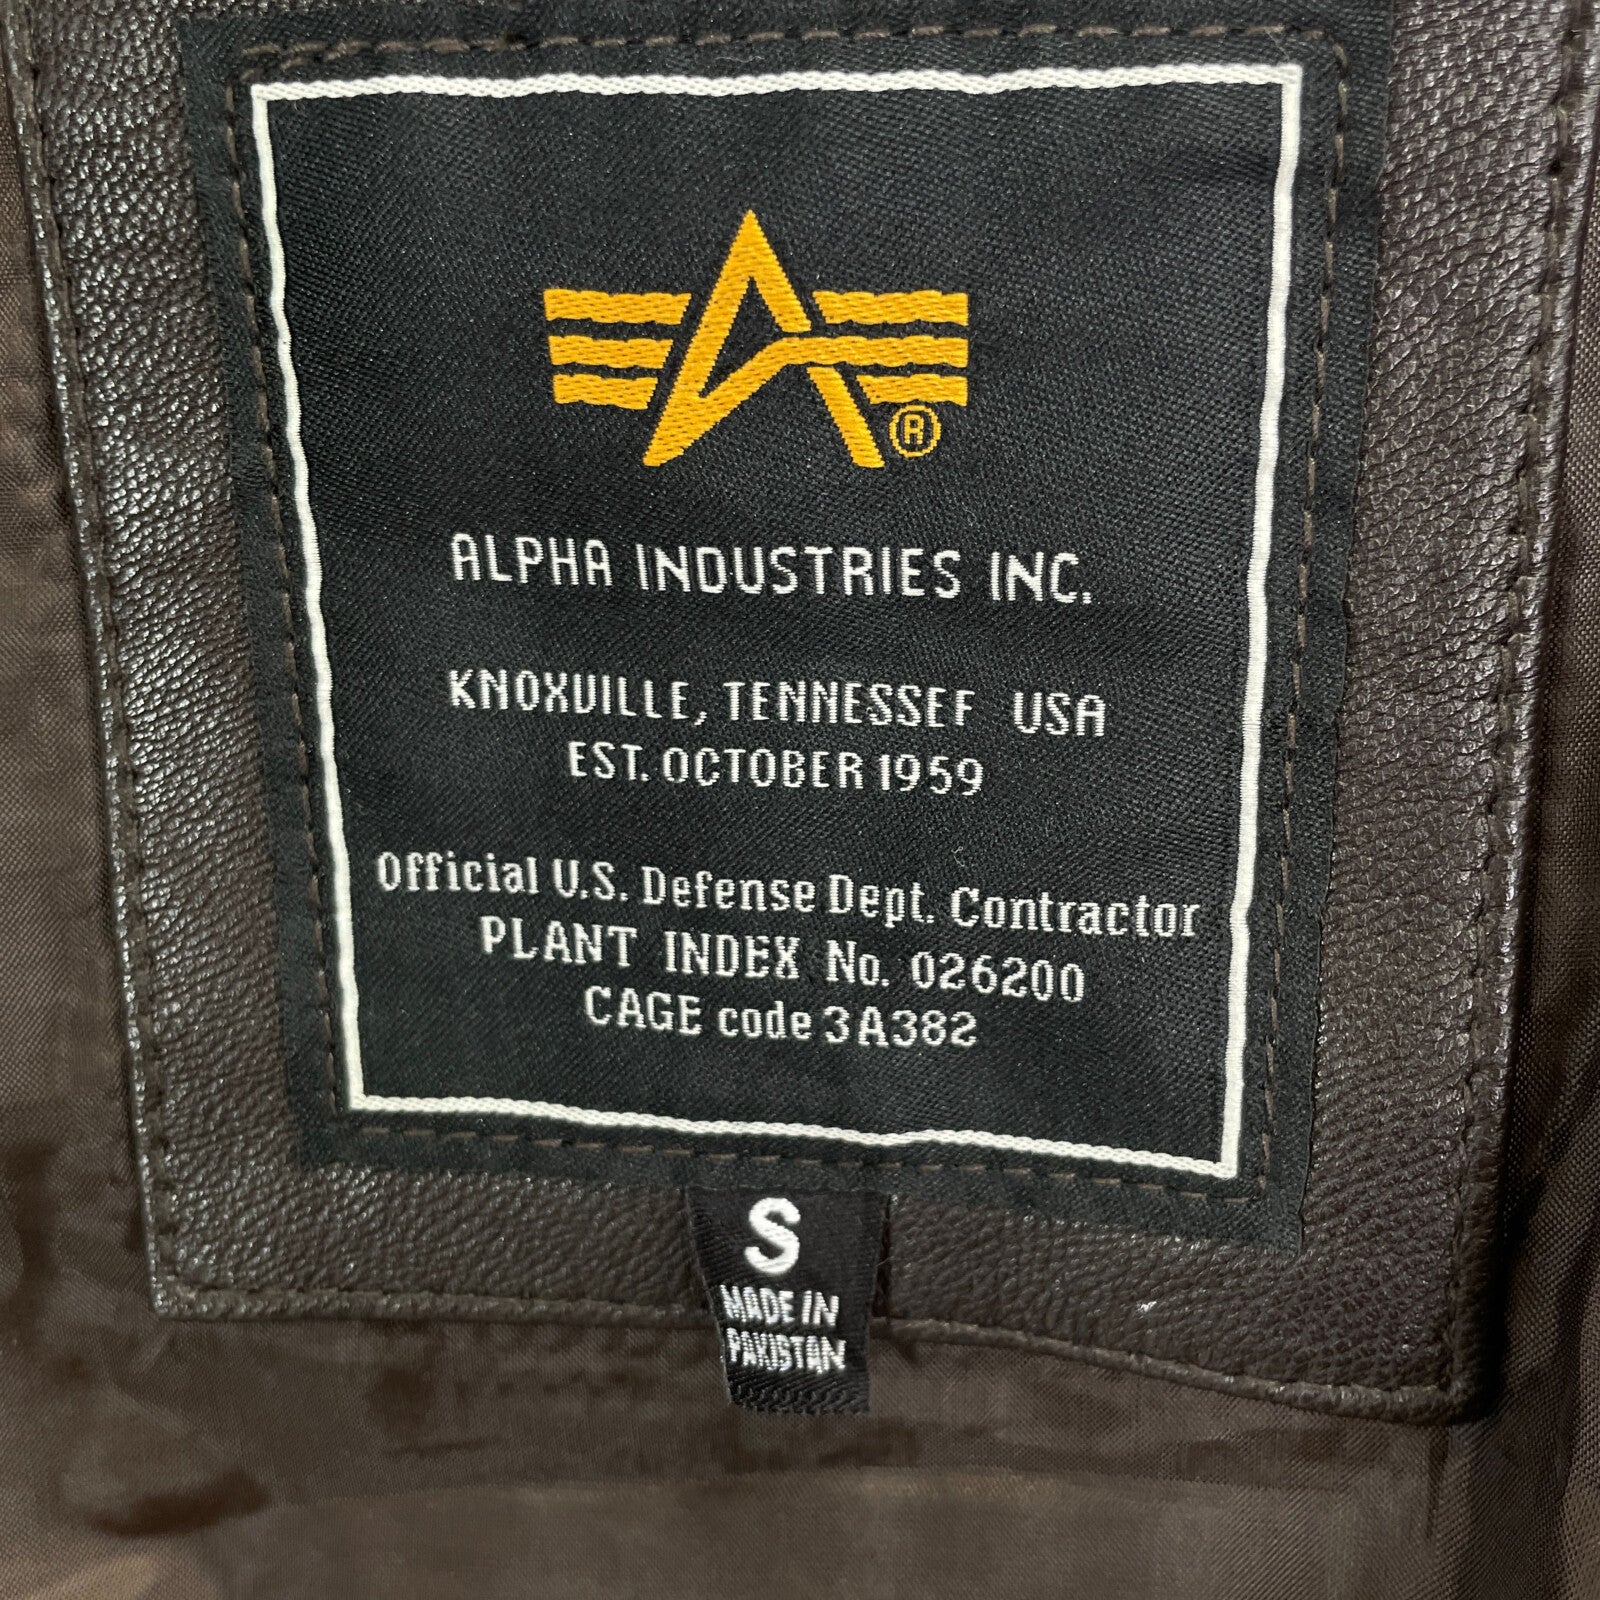 ®
ALPHA INDUSTRIES INC.
KNOXVILLE, TENNESSEE USA
EST. OCTOBER 1959
Official U.S. Defense Dept. Contractor
PLANT INDEX No. 026200
CAGE code 3A382
S
MADE IN
PAKISTAN